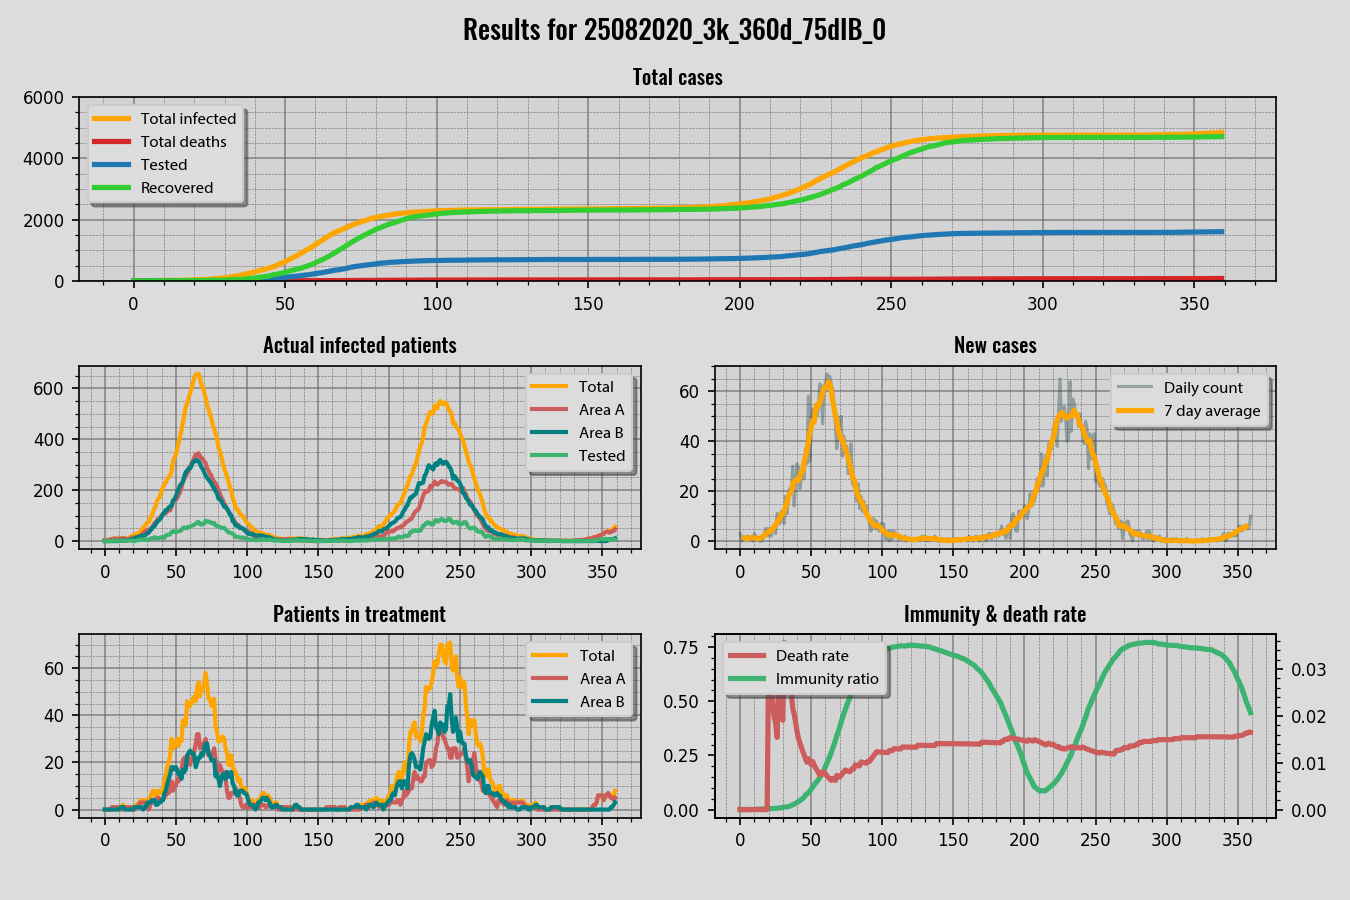 Results for 25082020_3k_360d_75dIB_0
Total cases
6000
4000
2000
0
Total infected
Total deaths
Tested
Recovered
0 50 100 150 200 250 300 350
Actual infected patients
600
400
200
0
Total
Area A
Area B
Tested
0 50 100 150 200 250 300 350
New cases
60
40
20
0
Daily count
7 day average
0 50 100 150 200 250 300 350
Patients in treatment
60
40
20
0
Total
Area A
Area B
0 50 100 150 200 250 300 350
Immunity & death rate
0.75
0.50
0.25
0.00
Death rate
Immunity ratio
0.03
0.02
0.01
0.00
0 50 100 150 200 250 300 350